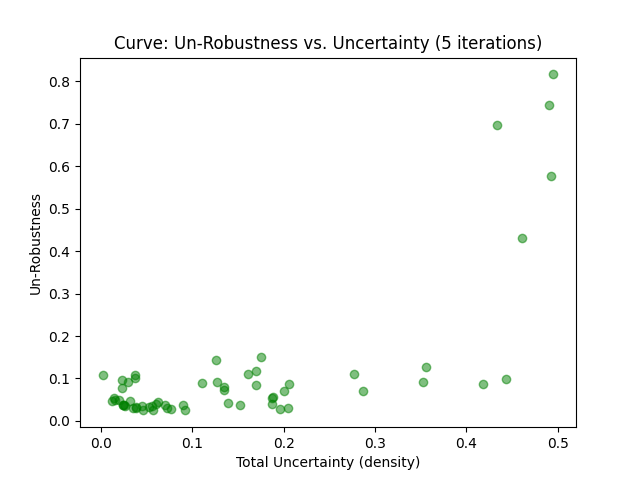 Curve: Un-Robustness vs. Uncertainty (5 iterations)
Un-Robustness
0.8
0.7
0.6
0.5
0.4
0.3
0.2
0.1
0.0
0.0 0.1 0.2 0.3 0.4 0.5
Total Uncertainty (density)